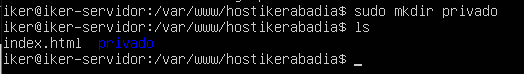 iker@iker-servidor:/var/www/hostikerabadia$ sudo mkdir privado
iker@iker-servidor:/var/www/hostikerabadia$ ls
index.html  privado
iker@iker-servidor:/var/www/hostikerabadia$ _